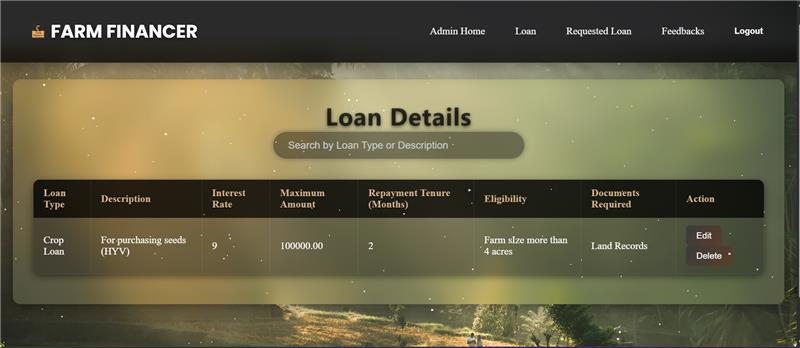 FARM FINANCER
Admin Home Loan Requested Loan Feedbacks Logout
Loan Details
Search by Loan Type or Description
Loan Type Description Interest Rate Maximum Amount Repayment Tenure (Months) Eligibility Documents Required Action
Crop Loan For purchasing seeds (HYV) 9 100000.00 2 Farm sIze more than 4 acres Land Records Edit
Delete